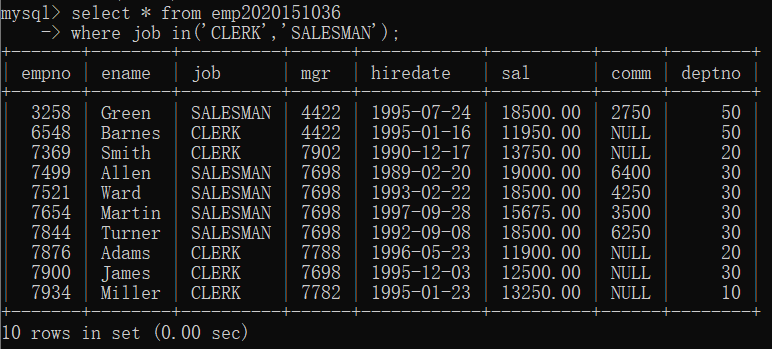 mysql> select * from emp2020151036
    -> where job in('CLERK','SALESMAN');
+-------+--------+----------+------+------------+----------+------+--------+
| empno | ename  | job      | mgr  | hiredate   | sal      | comm | deptno |
+-------+--------+----------+------+------------+----------+------+--------+
|  3258 | Green  | SALESMAN | 4422 | 1995-07-24 | 18500.00 | 2750 |     50 |
|  6548 | Barnes | CLERK    | 4422 | 1995-01-16 | 11950.00 | NULL |     50 |
|  7369 | Smith  | CLERK    | 7902 | 1990-12-17 | 13750.00 | NULL |     20 |
|  7499 | Allen  | SALESMAN | 7698 | 1989-02-20 | 19000.00 | 6400 |     30 |
|  7521 | Ward   | SALESMAN | 7698 | 1993-02-22 | 18500.00 | 4250 |     30 |
|  7654 | Martin | SALESMAN | 7698 | 1997-09-28 | 15675.00 | 3500 |     30 |
|  7844 | Turner | SALESMAN | 7698 | 1992-09-08 | 18500.00 | 6250 |     30 |
|  7876 | Adams  | CLERK    | 7788 | 1996-05-23 | 11900.00 | NULL |     20 |
|  7900 | James  | CLERK    | 7698 | 1995-12-03 | 12500.00 | NULL |     30 |
|  7934 | Miller | CLERK    | 7782 | 1995-01-23 | 13250.00 | NULL |     10 |
+-------+--------+----------+------+------------+----------+------+--------+
10 rows in set (0.00 sec)